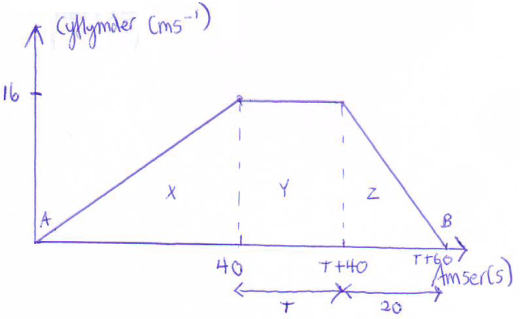 Cyflymder (ms⁻¹)
16
A
X
Y
Z
B
40
T+40
T+60
Amser(s)
T
20